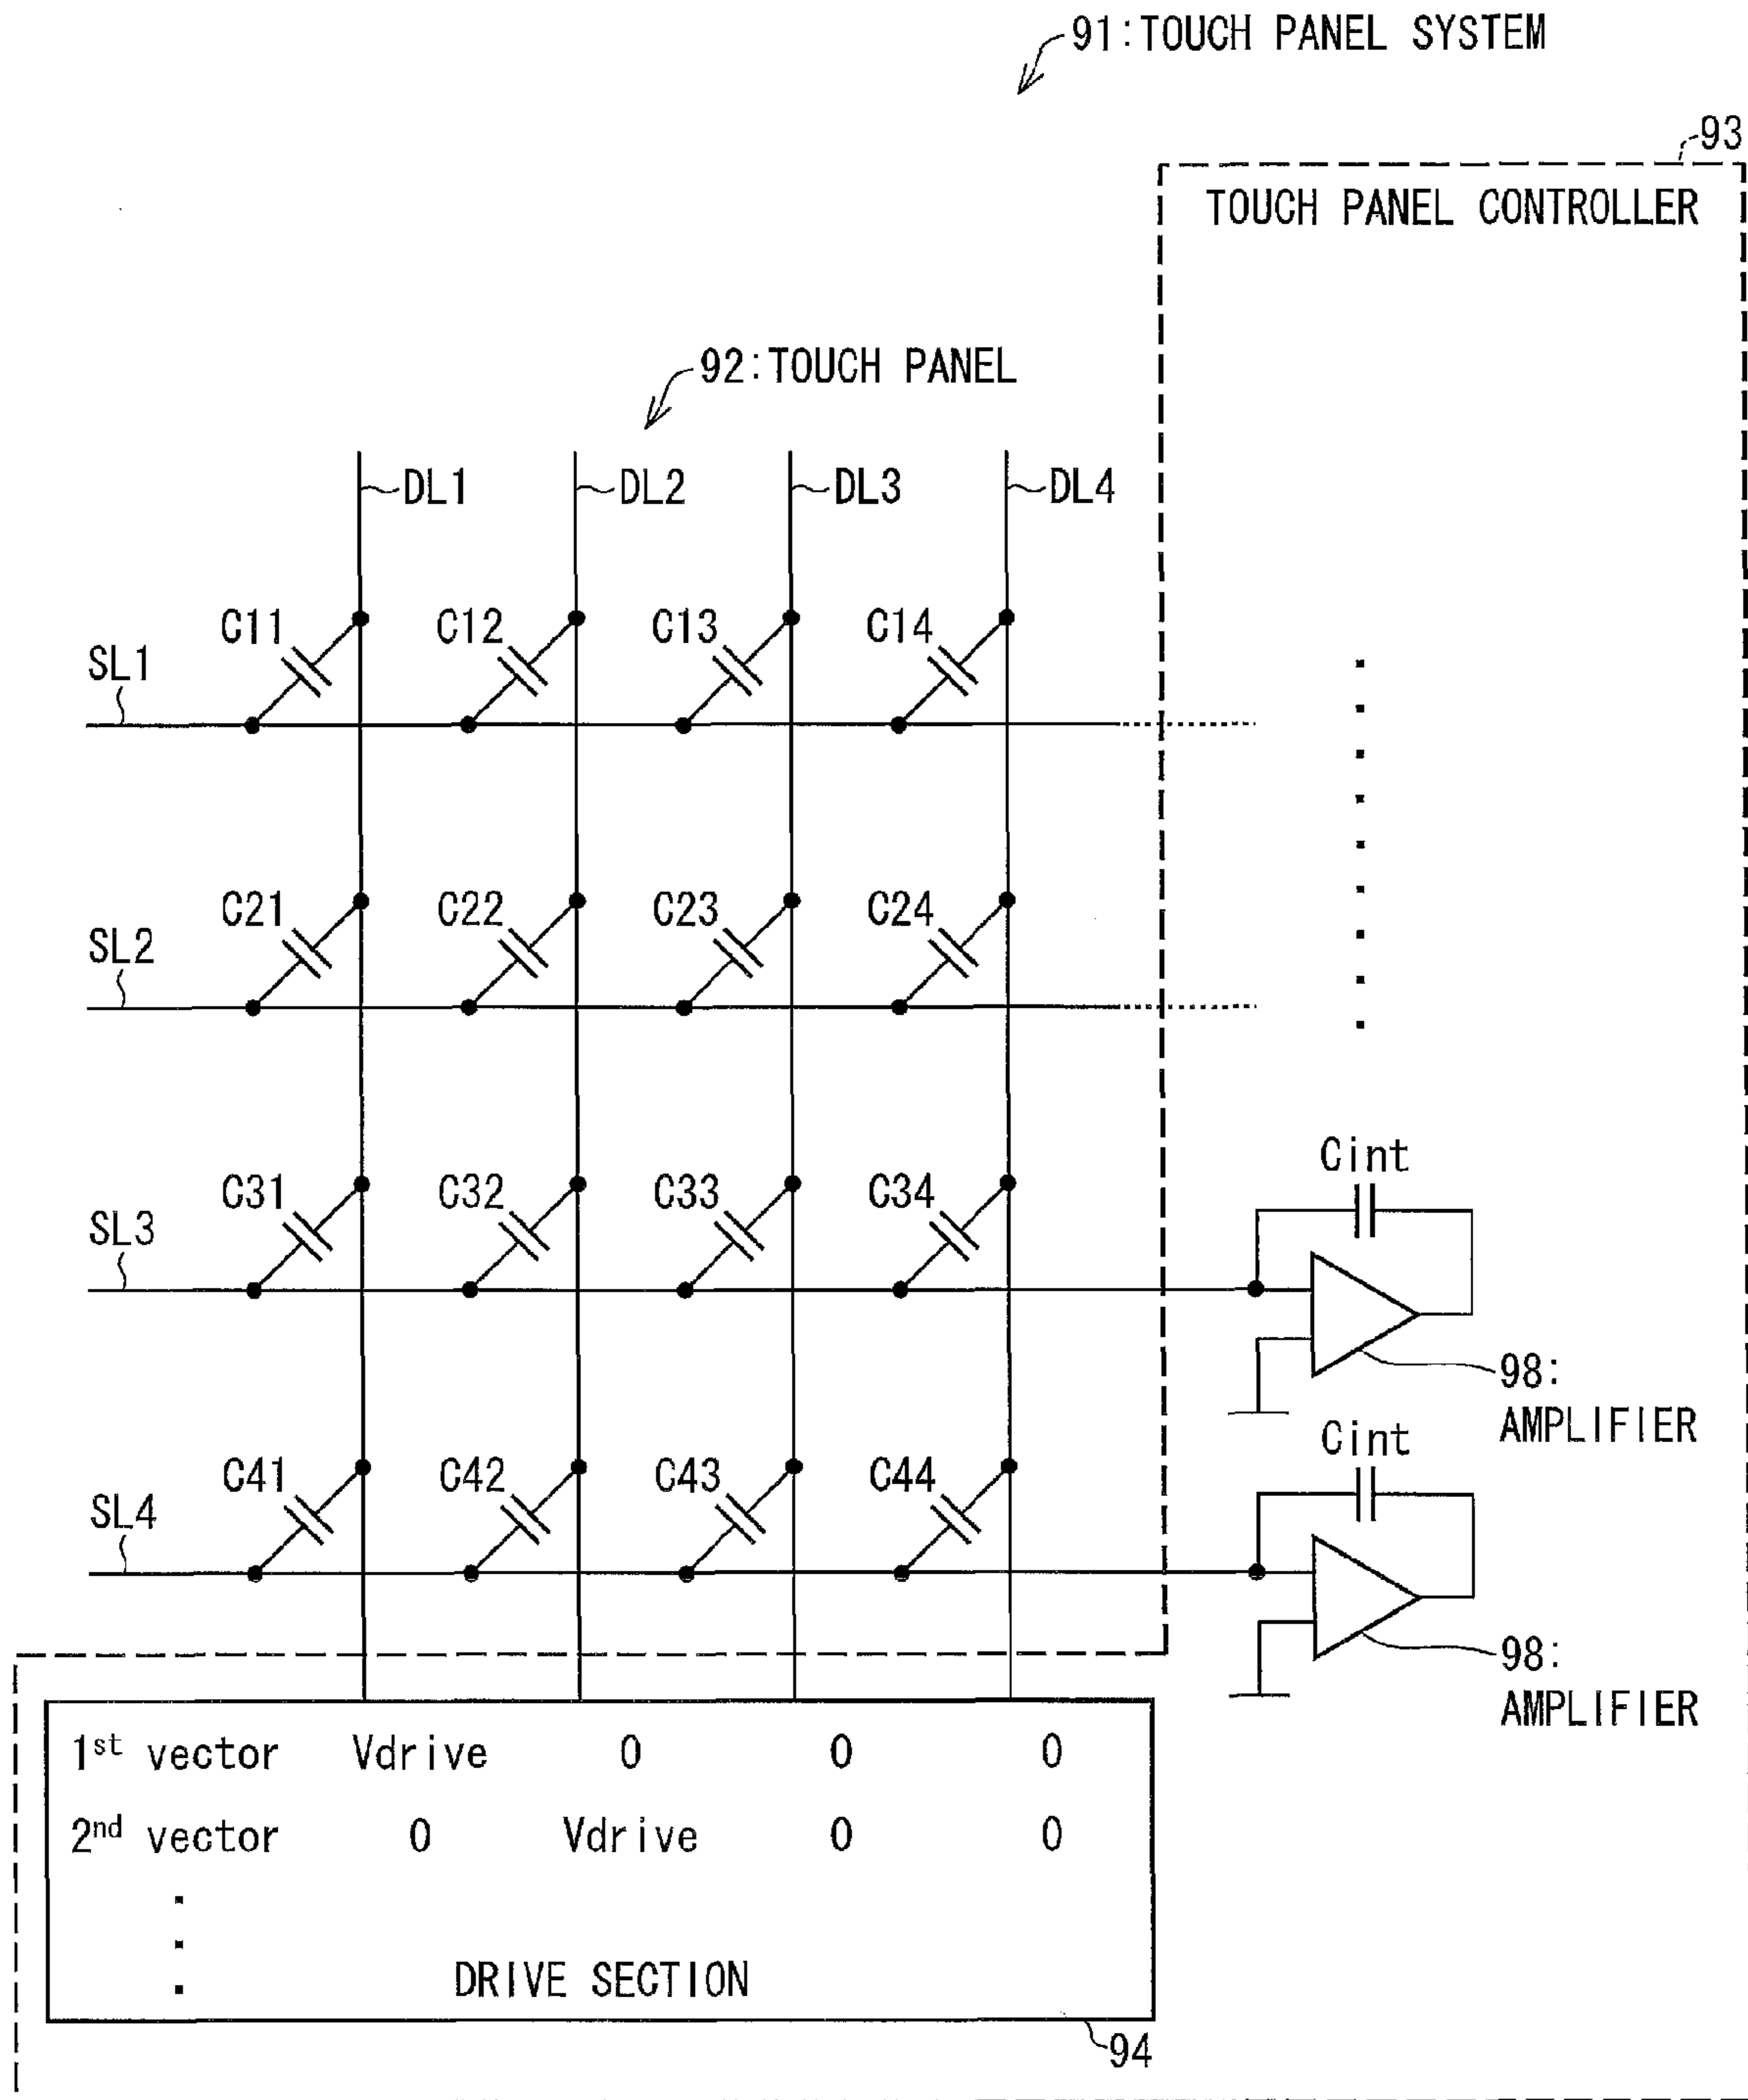 91:TOUCH PANEL SYSTEM
93
TOUCH PANEL CONTROLLER
92:TOUCH PANEL
DL1 DL2 DL3 DL4
C11 C12 C13 C14
SL1
C21 C22 C23 C24
SL2
Cint
C31 C32 C33 C34
SL3
98:
AMPLIFIER
Cint
C41 C42 C43 C44
SL4
98:
AMPLIFIER
1st vector Vdrive 0 0 0
2nd vector 0 Vdrive 0 0
DRIVE SECTION
94